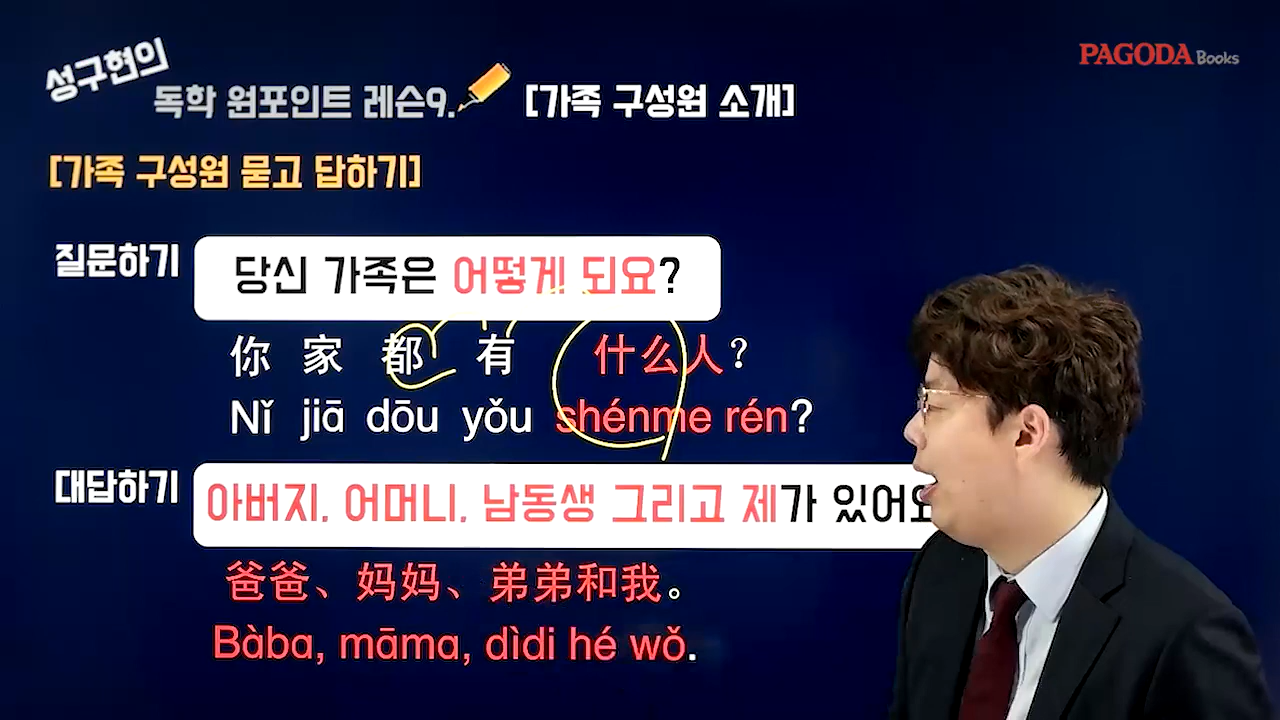 성구현의
독학 원포인트 레슨9. [가족 구성원 소개]
PAGODA Books
[가족 구성원 묻고 답하기]
질문하기
당신 가족은 어떻게 되요?
你 家 都 有 什么人?
Nǐ jiā dōu yǒu shénme rén?
대답하기
아버지, 어머니, 남동생 그리고 제가 있어요
爸爸、妈妈、弟弟和我。
Bàba, māma, dìdi hé wǒ.